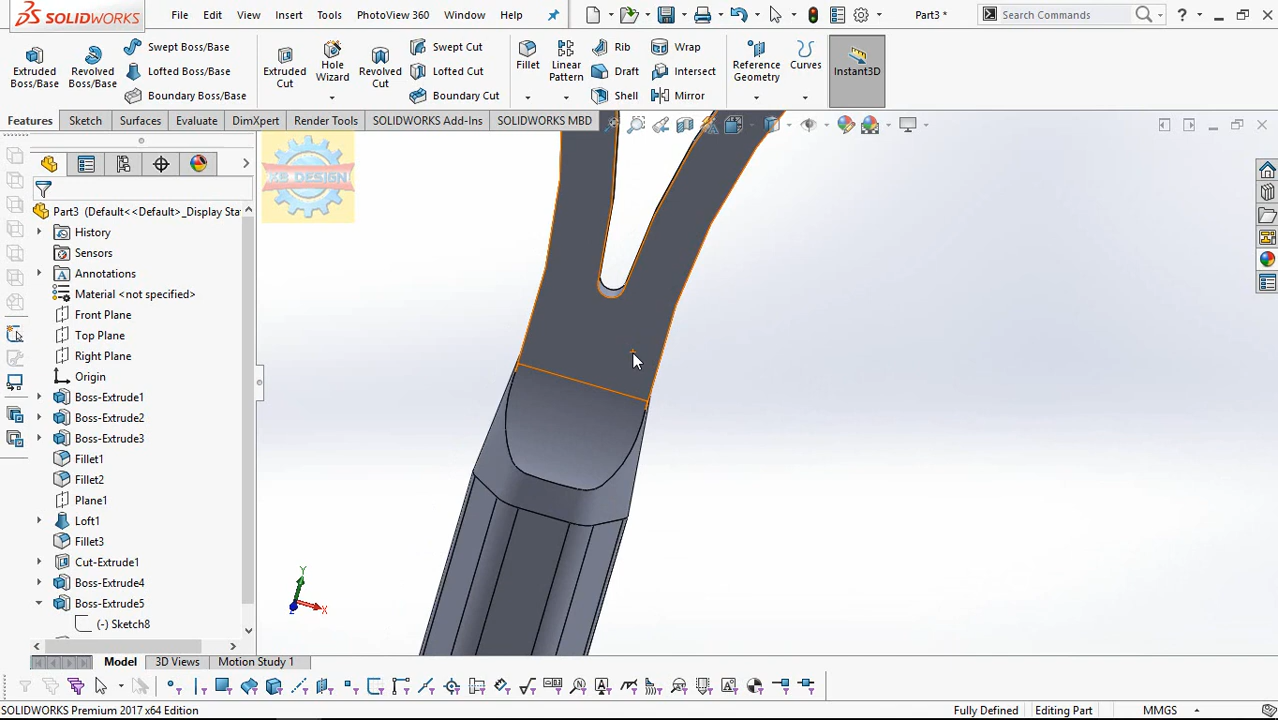 SOLIDWORKS
File Edit View Insert Tools PhotoView 360 Window Help
Part3 *
Search Commands
?
Extruded Boss/Base
Revolved Boss/Base
Swept Boss/Base
Lofted Boss/Base
Boundary Boss/Base
Extruded Cut
Hole Wizard
Revolved Cut
Swept Cut
Lofted Cut
Boundary Cut
Fillet
Linear Pattern
Rib
Draft
Shell
Wrap
Intersect
Mirror
Reference Geometry
Curves
Instant3D
Features Sketch Surfaces Evaluate DimXpert Render Tools SOLIDWORKS Add-Ins SOLIDWORKS MBD
KB DESIGN
Part3 (Default<<Default>_Display Sta
History
Sensors
Annotations
Material <not specified>
Front Plane
Top Plane
Right Plane
Origin
Boss-Extrude1
Boss-Extrude2
Boss-Extrude3
Fillet1
Fillet2
Plane1
Loft1
Fillet3
Cut-Extrude1
Boss-Extrude4
Boss-Extrude5
(-) Sketch8
Y
X
Z
Model 3D Views Motion Study 1
SOLIDWORKS Premium 2017 x64 Edition
Fully Defined Editing Part MMGS